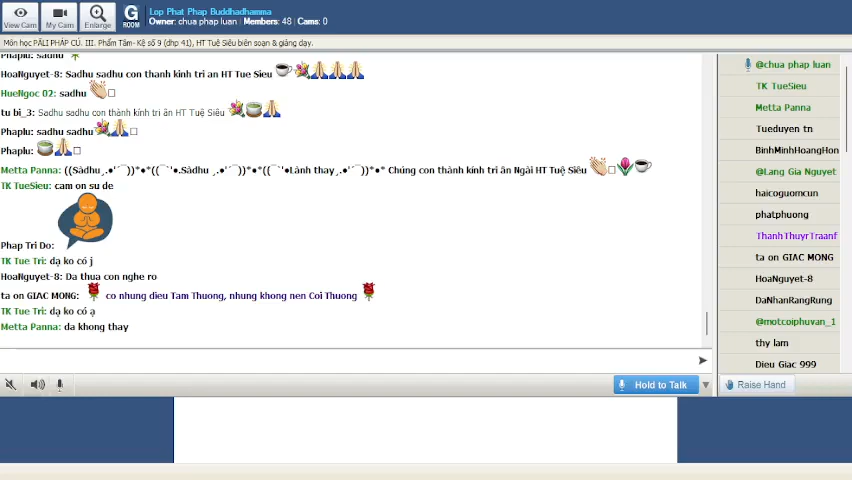 View Cam
My Cam
Enlarge
G
ROOM
Lop Phat Phap Buddhadhamma
Owner: chua phap luan : Members: 48 : Cams: 0
Môn học PĀLI PHÁP CÚ. III. Phẩm Tâm- Kệ số 9 (dhp 41), HT Tuệ Siêu biên soạn & giảng dạy.
Phaplu: sadhu
HoaNguyet-8: Sadhu sadhu con thanh kinh tri an HT Tue Sieu
HueNgoc 02: sadhu
tu bi_3: Sadhu sadhu con thành kính tri ân HT Tuệ Siêu
Phaplu: sadhu sadhu
Phaplu:
Metta Panna: ((Sàdhu ¸.●'´¯))*●*((¯`'●.Sàdhu ¸.●'´¯))*●*((¯`'●Lành thay¸.●'´¯))*●* Chúng con thành kính tri ân Ngài HT Tuệ Siêu
TK TueSieu: cam on su de
Phap Tri Do:
TK Tue Tri: dạ ko có j
HoaNguyet-8: Da thua con nghe ro
ta on GIAC MONG: co nhung dieu Tam Thuong, nhung khong nen Coi Thuong
TK Tue Tri: dạ ko có ạ
Metta Panna: da khong thay
Hold to Talk
@chua phap luan
TK TueSieu
Metta Panna
Tueduyen tn
BinhMinhHoangHon
@Lang Gia Nguyet
haicoguomcun
phatphuong
ThanhThuyrTraanf
ta on GIAC MONG
HoaNguyet-8
DaNhanRangRung
@motcoiphuvan_1
thy lam
Dieu Giac 999
Raise Hand